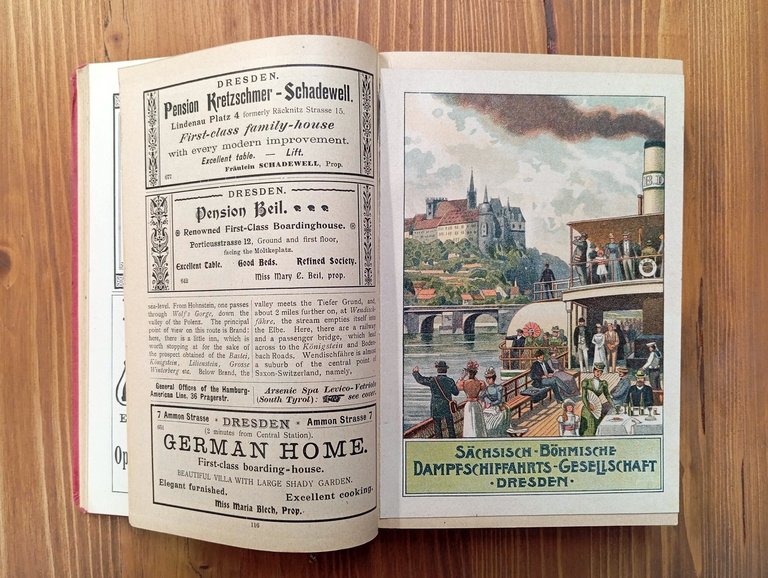 DRESDEN.
Pension Kretzschmer-Schadewell.
Lindenau Platz 4 formerly Räcknitz Strasse 15.
First-class family-house
with every modern improvement.
Excellent table. — Lift.
671 Fräulein SCHADEWELL, Prop.
DRESDEN.
Pension Beil.
Renowned First-Class Boardinghouse.
Porticusstrasse 12, Ground and first floor,
facing the Moltkeplatz.
Excellent Table. Good Beds. Refined Society.
642 Miss Mary C. Beil, prop.
sea-level. From Hohnstein, one passes
through Wolf's Gorge, down the
valley of the Polenz. The principal
point of view on this route is Brand:
here, there is a little inn, which is
worth stopping at for the sake of
the prospect obtained of the Bastei,
Königstein, Lilienstein, Grosse
Winterberg etc. Below Brand, the
valley meets the Tiefer Grund, and,
about 2 miles further on, at Wendisch-
fähre, the stream empties itself into
the Elbe. Here, there are a railway
and a passenger bridge, which lead
across to the Königstein and Boden-
bach Roads. Wendischfähre is almost
a suburb of the central point of
Saxon-Switzerland, namely,
General Offices of the Hamburg-
American Line. 36 Pragerstr.
Arsenic Spa Levico-Vetriolo
(South Tyrol): see cover.
7 Ammon Strasse DRESDEN Ammon Strasse 7
651 (2 minutes from Central Station).
GERMAN HOME.
First-class boarding-house.
BEAUTIFUL VILLA WITH LARGE SHADY GARDEN.
Elegant furnished. Excellent cooking.
Miss Maria Blech, Prop.
116
E
Op
S.B.D.
SÄCHSISCH-BÖHMISCHE
DAMPFSCHIFFAHRTS-GESELLSCHAFT
·DRESDEN·